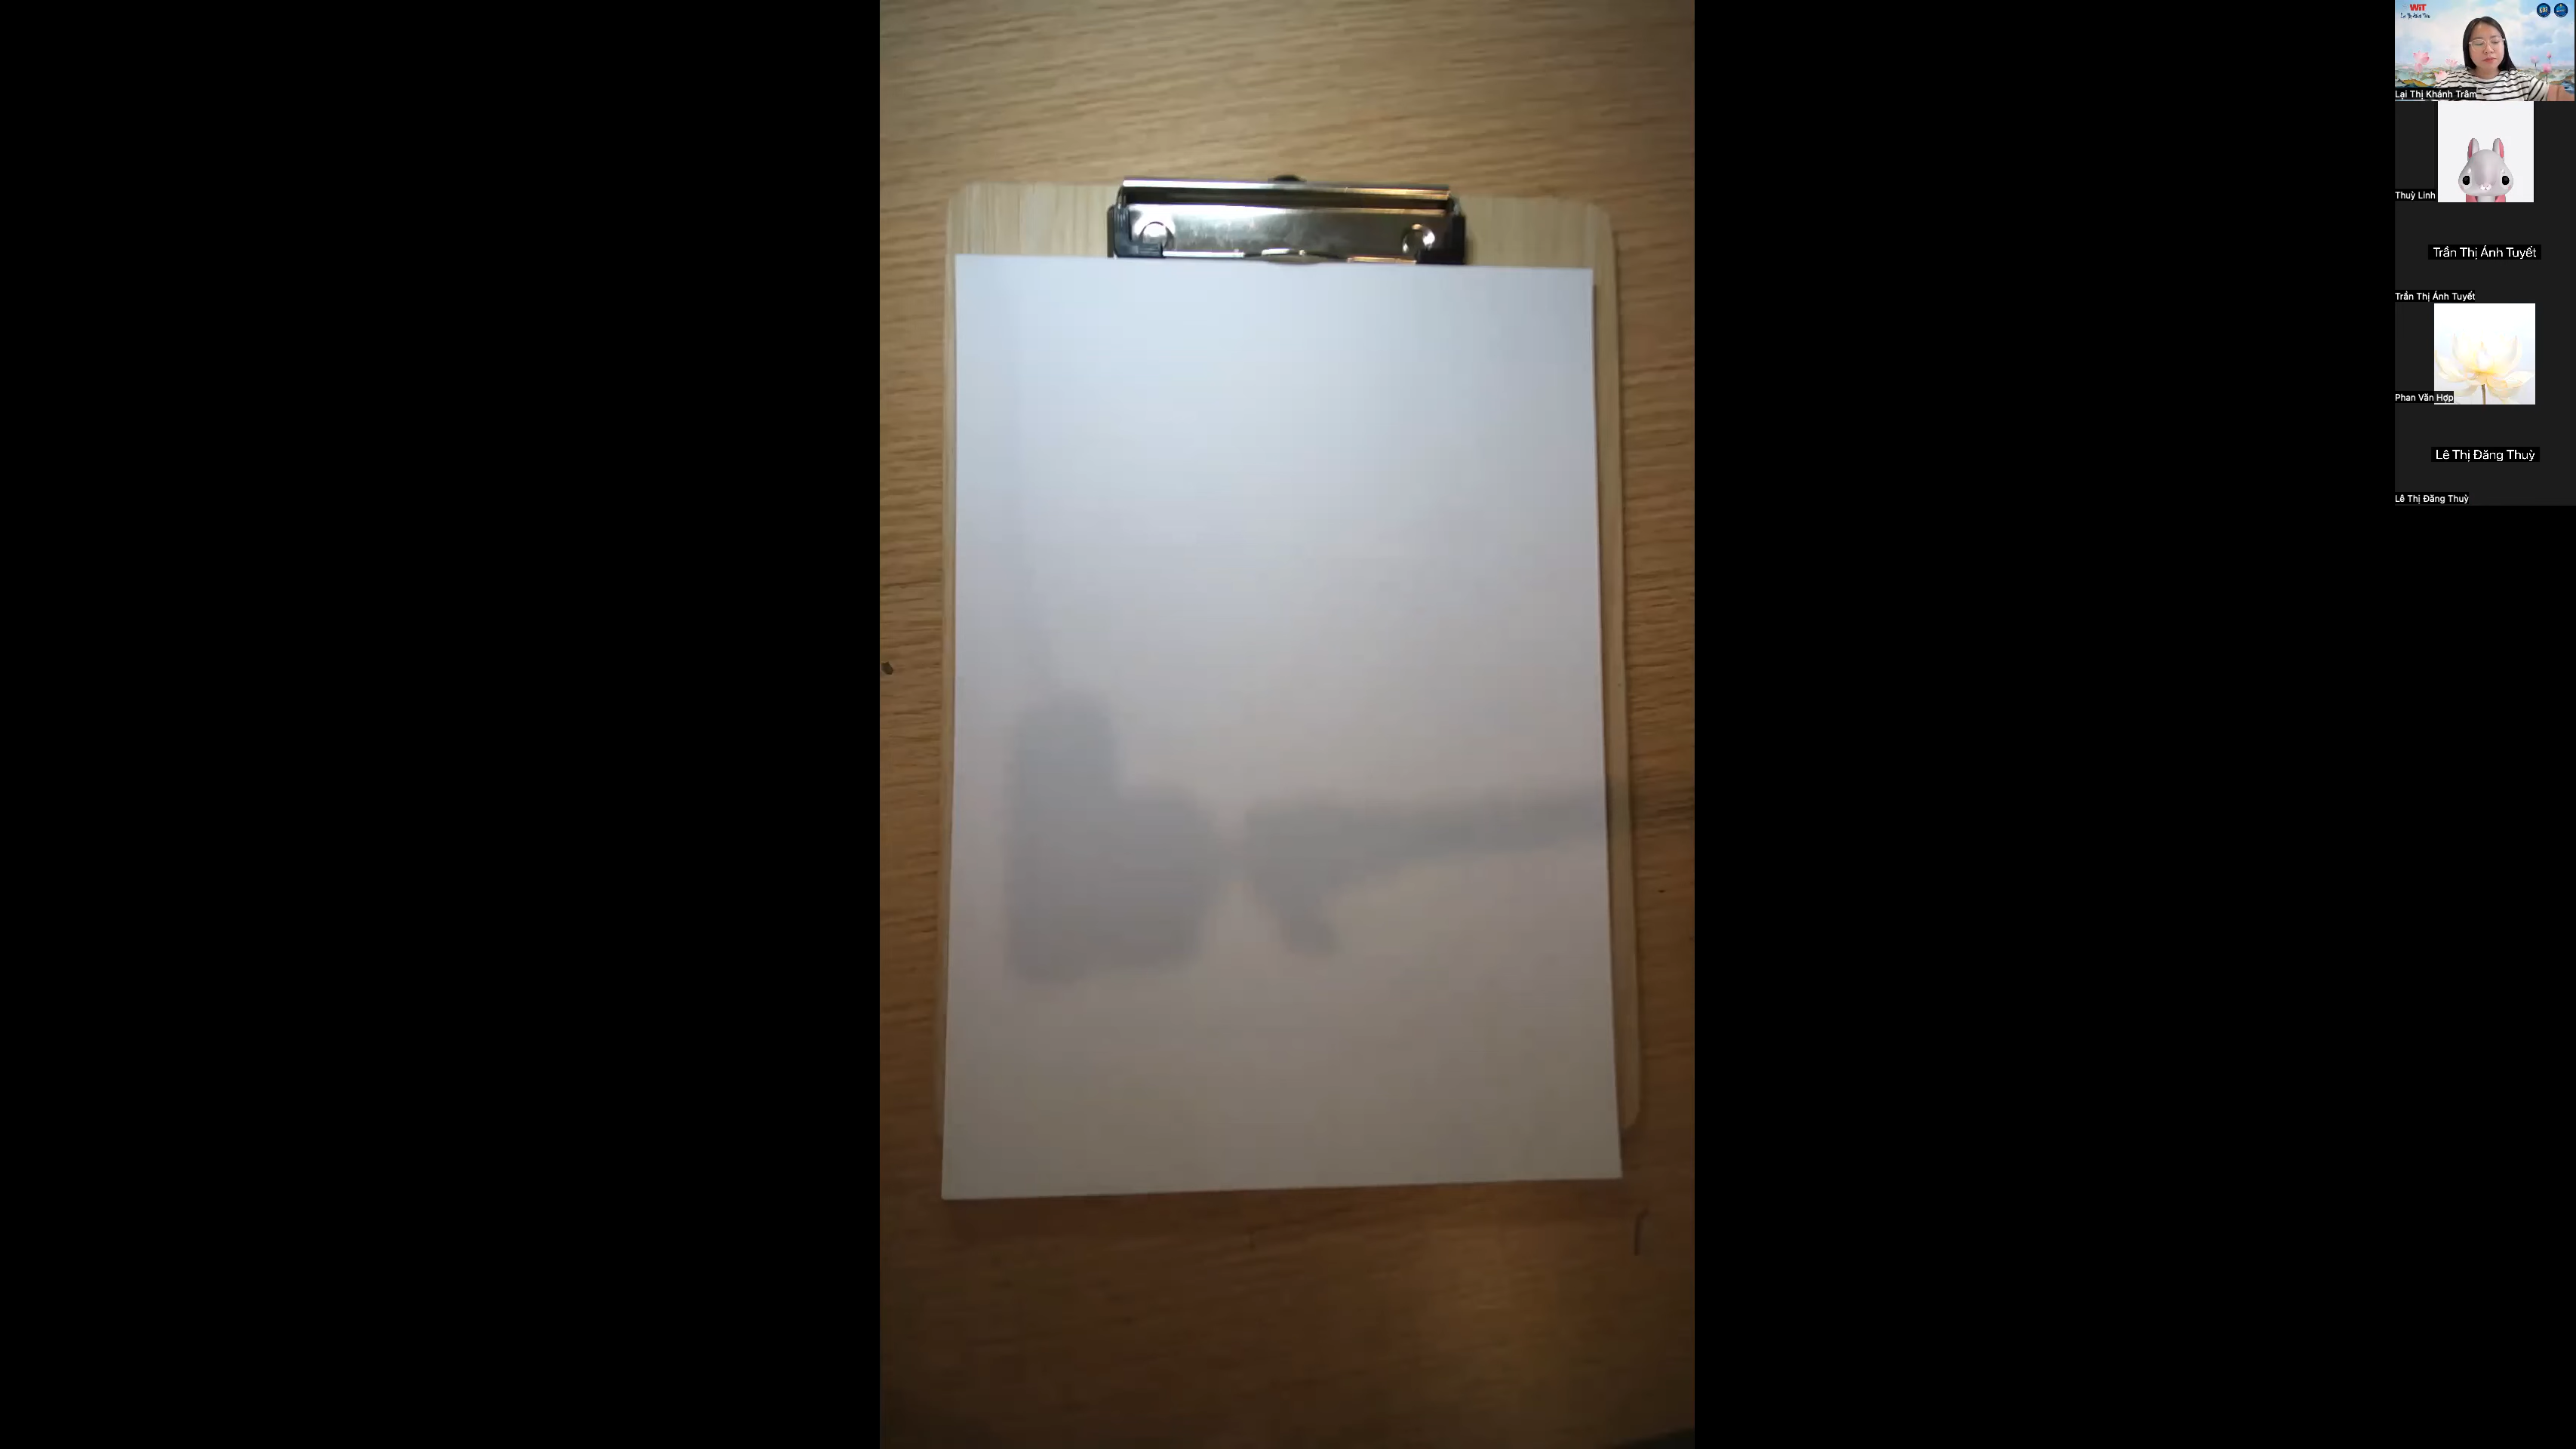 WiT
Lại Thị Khánh Trâm
Thuỳ Linh
Trần Thị Ánh Tuyết
Trần Thị Ánh Tuyết
Phan Văn Hợp
Lê Thị Đăng Thuỳ
Lê Thị Đăng Thuỳ